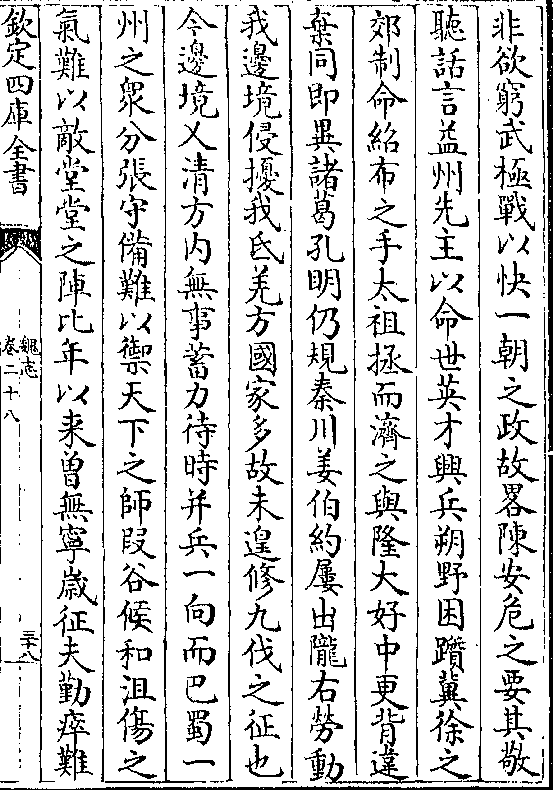 非欲窮武極戰以快一朝之政故畧陳安危之要其敬
聽話言益州先主以命世英才興兵朔野困躓冀徐之
郊制命紹布之手太祖拯而濟之與隆大好中更背違
棄同即異諸葛孔明仍規秦川姜伯約屢出隴右勞動
我邊境侵擾我氐羌方國家多故未遑修九伐之征也
今邊境乂清方内無事蓄力待時并兵一向而巴蜀一
州之衆分張守備難以禦天下之師叚谷候和沮傷之
氣難以敵堂堂之陣比年以来曾無寧歳征夫勤瘁難
欽定四庫全書
魏志
卷二十八
三十八